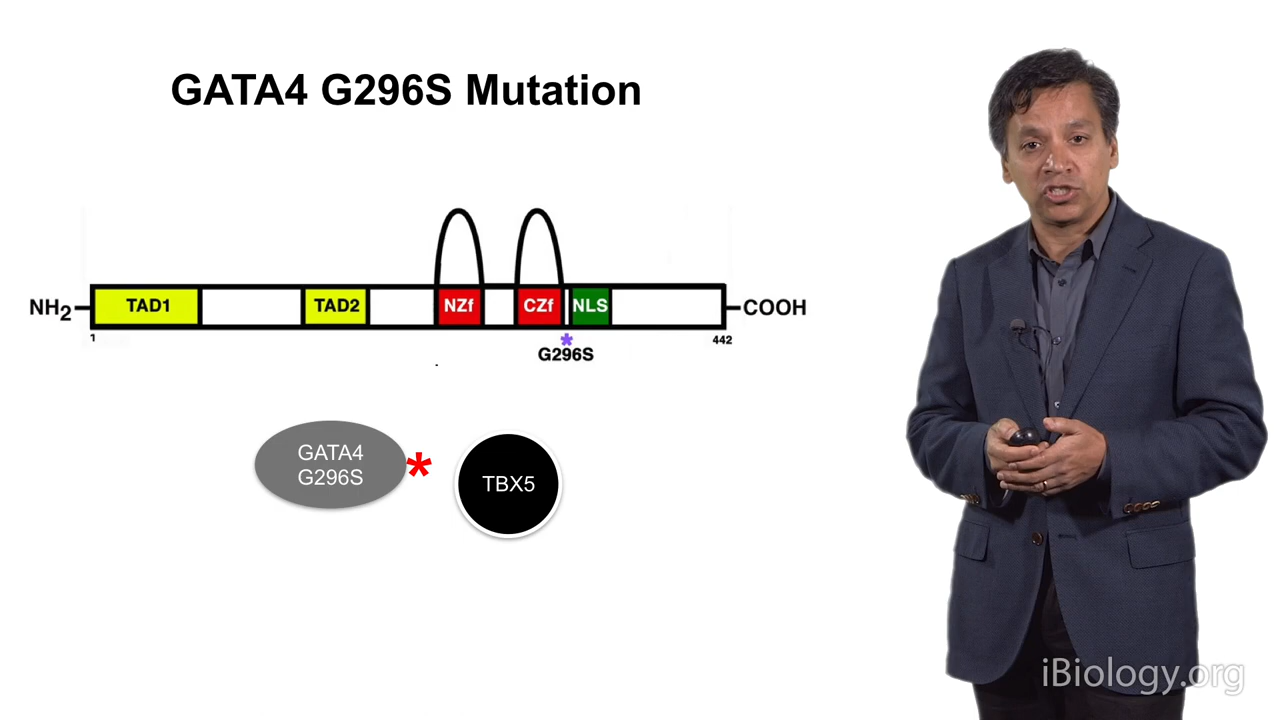 GATA4 G296S Mutation
NH2 TAD1 TAD2 NZf CZf NLS COOH
1 442
*
G296S
GATA4
G296S
*
TBX5
iBiology.org